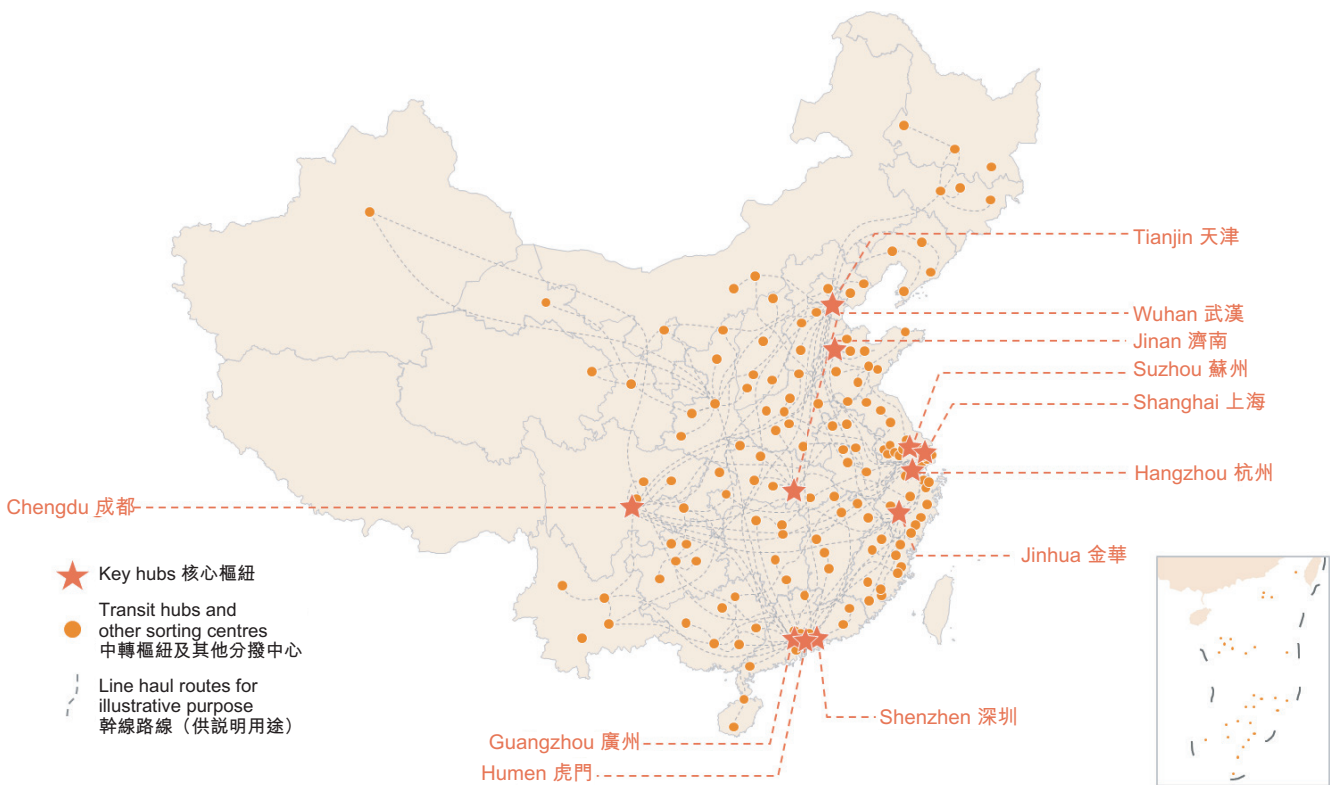 Tianjin 天津
Wuhan 武漢
Jinan 濟南
Suzhou 蘇州
Shanghai 上海
Hangzhou 杭州
Chengdu 成都
Jinhua 金華
Key hubs 核心樞紐
Transit hubs and
other sorting centres
中轉樞紐及其他分撥中心
Line haul routes for
illustrative purpose
幹線路線（供説明用途）
Shenzhen 深圳
Guangzhou 廣州
Humen 虎門